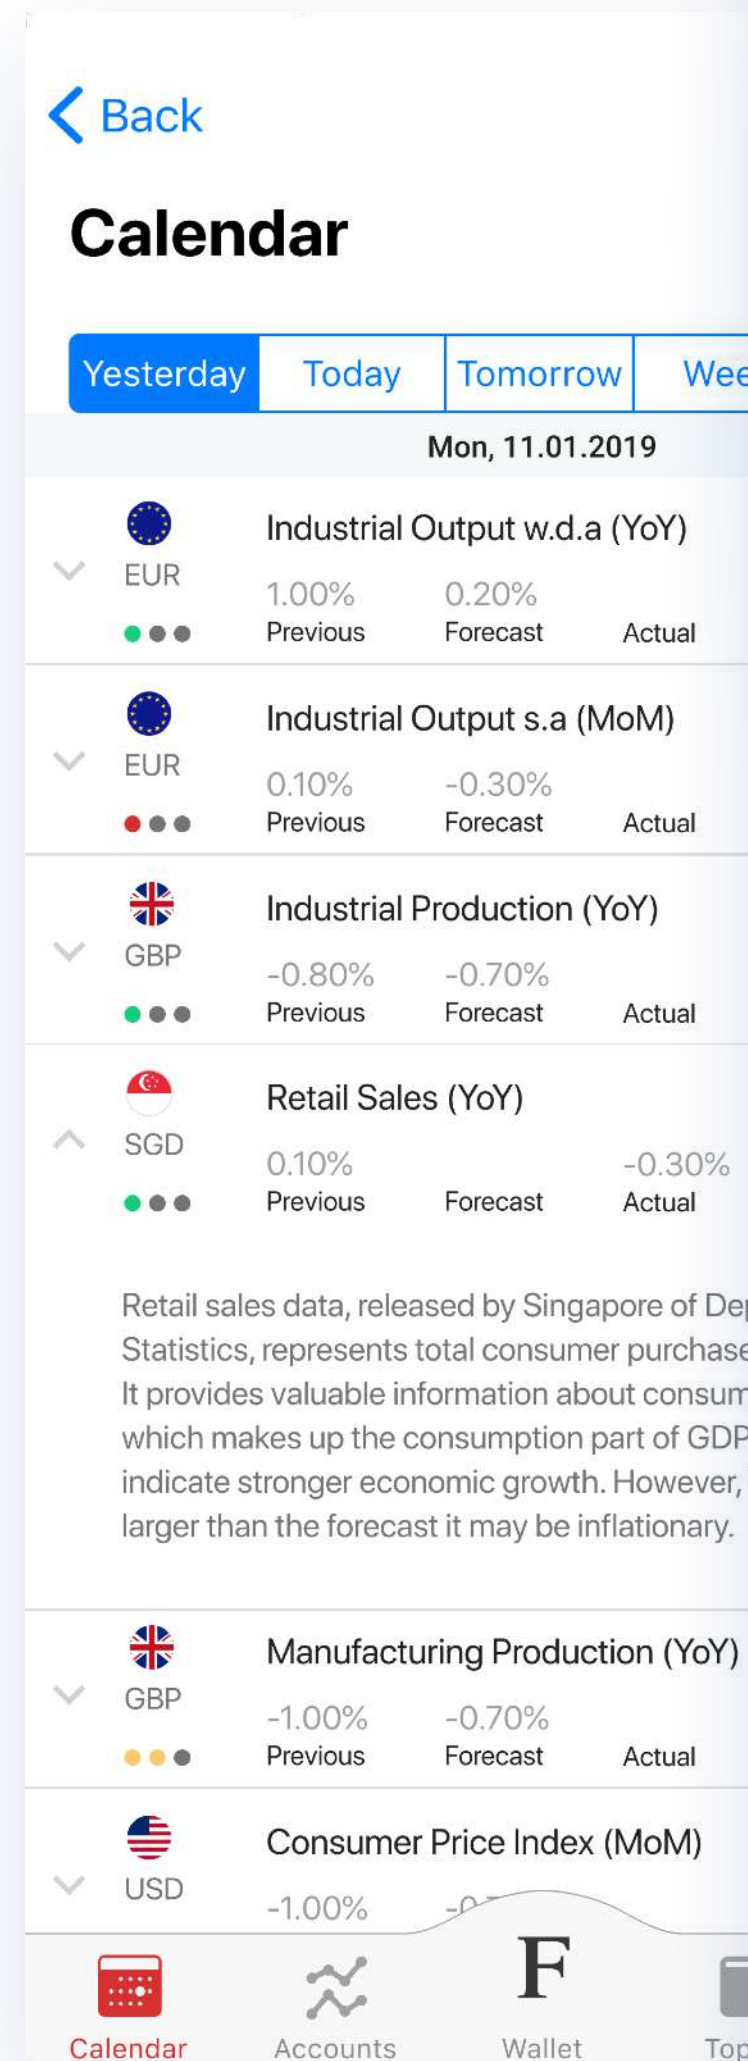 Back
Calendar
Yesterday Today Tomorrow
Mon, 11.01.2019
Industrial Output w.d.a (YoY)
EUR
1.00% 0.20%
Previous Forecast Actual
Industrial Output s.a (MoM)
EUR
0.10% -0.30%
Previous Forecast Actual
Industrial Production (YoY)
GBP
-0.80% -0.70%
Previous Forecast Actual
Retail Sales (YoY)
SGD
0.10% -0.30%
Previous Forecast Actual
Retail sales data, released by Singapore of
Statistics, represents total consumer
It provides valuable information about
which makes up the consumption part of GDP
indicate stronger economic growth. However,
larger than the forecast it may be inflationary.
Manufacturing Production (YoY)
GBP
-1.00% -0.70%
Previous Forecast Actual
Consumer Price Index (MoM)
USD
-1.00%
F
Calendar Accounts Wallet